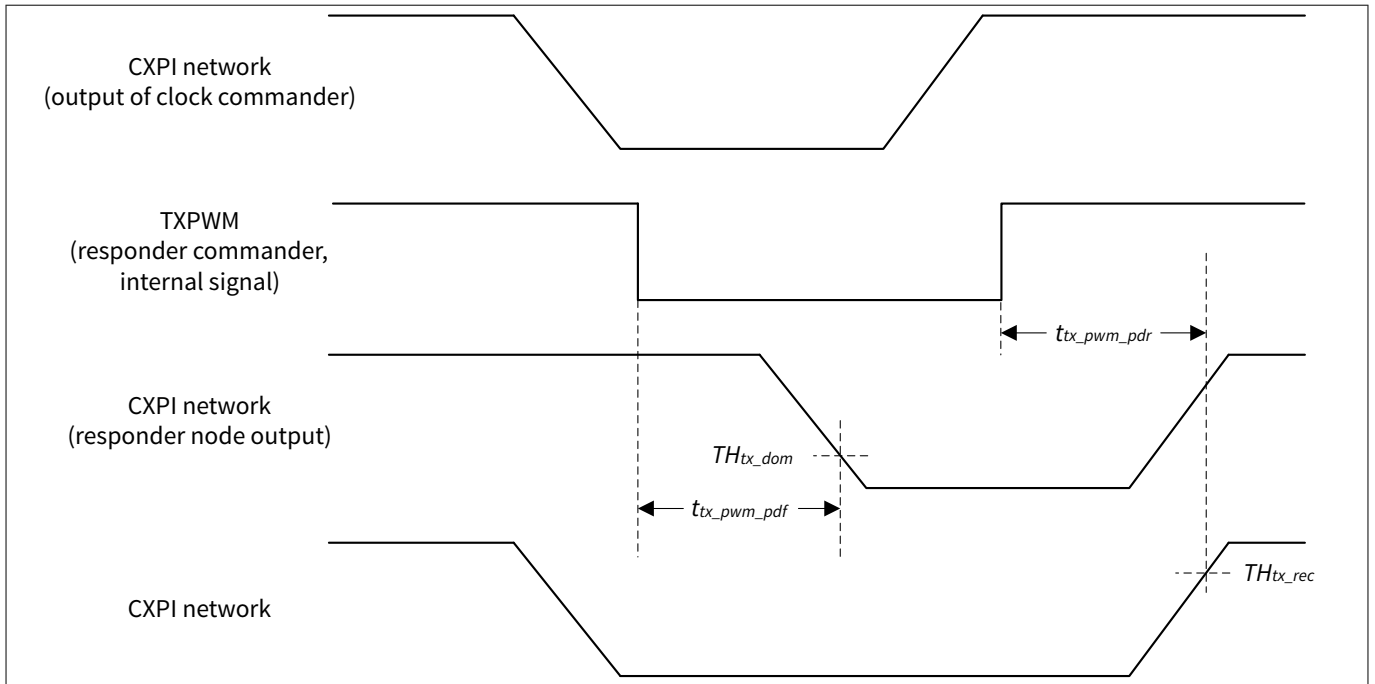 CXPI network
(output of clock commander)
TXPWM
(responder commander,
internal signal)
ttx_pwm_pdr
CXPI network
(responder node output)
THtx_dom
ttx_pwm_pdf
THtx_rec
CXPI network